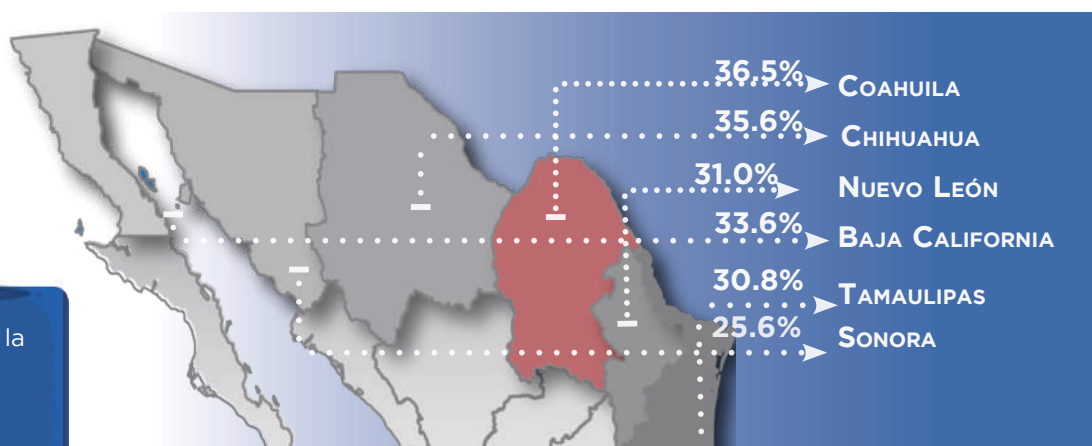 36.5% COAHUILA
35.6% CHIHUAHUA
31.0% NUEVO LEÓN
33.6% BAJA CALIFORNIA
30.8% TAMAULIPAS
25.6% SONORA
la